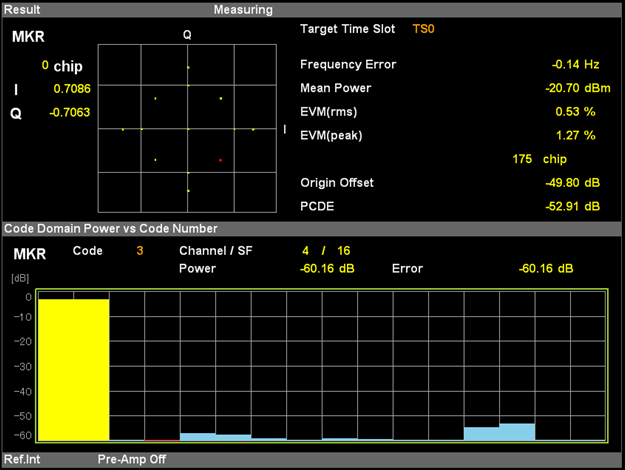 Result Measuring
MKR Q Target Time Slot TS0
0 chip
I 0.7086
Q -0.7063
I
Frequency Error -0.14 Hz
Mean Power -20.70 dBm
EVM(rms) 0.53 %
EVM(peak) 1.27 %
175 chip
Origin Offset -49.80 dB
PCDE -52.91 dB
Code Domain Power vs Code Number
MKR Code 3 Channel / SF 4 / 16
Power -60.16 dB Error -60.16 dB
[dB]
0
-10
-20
-30
-40
-50
-60
Ref.Int Pre-Amp Off